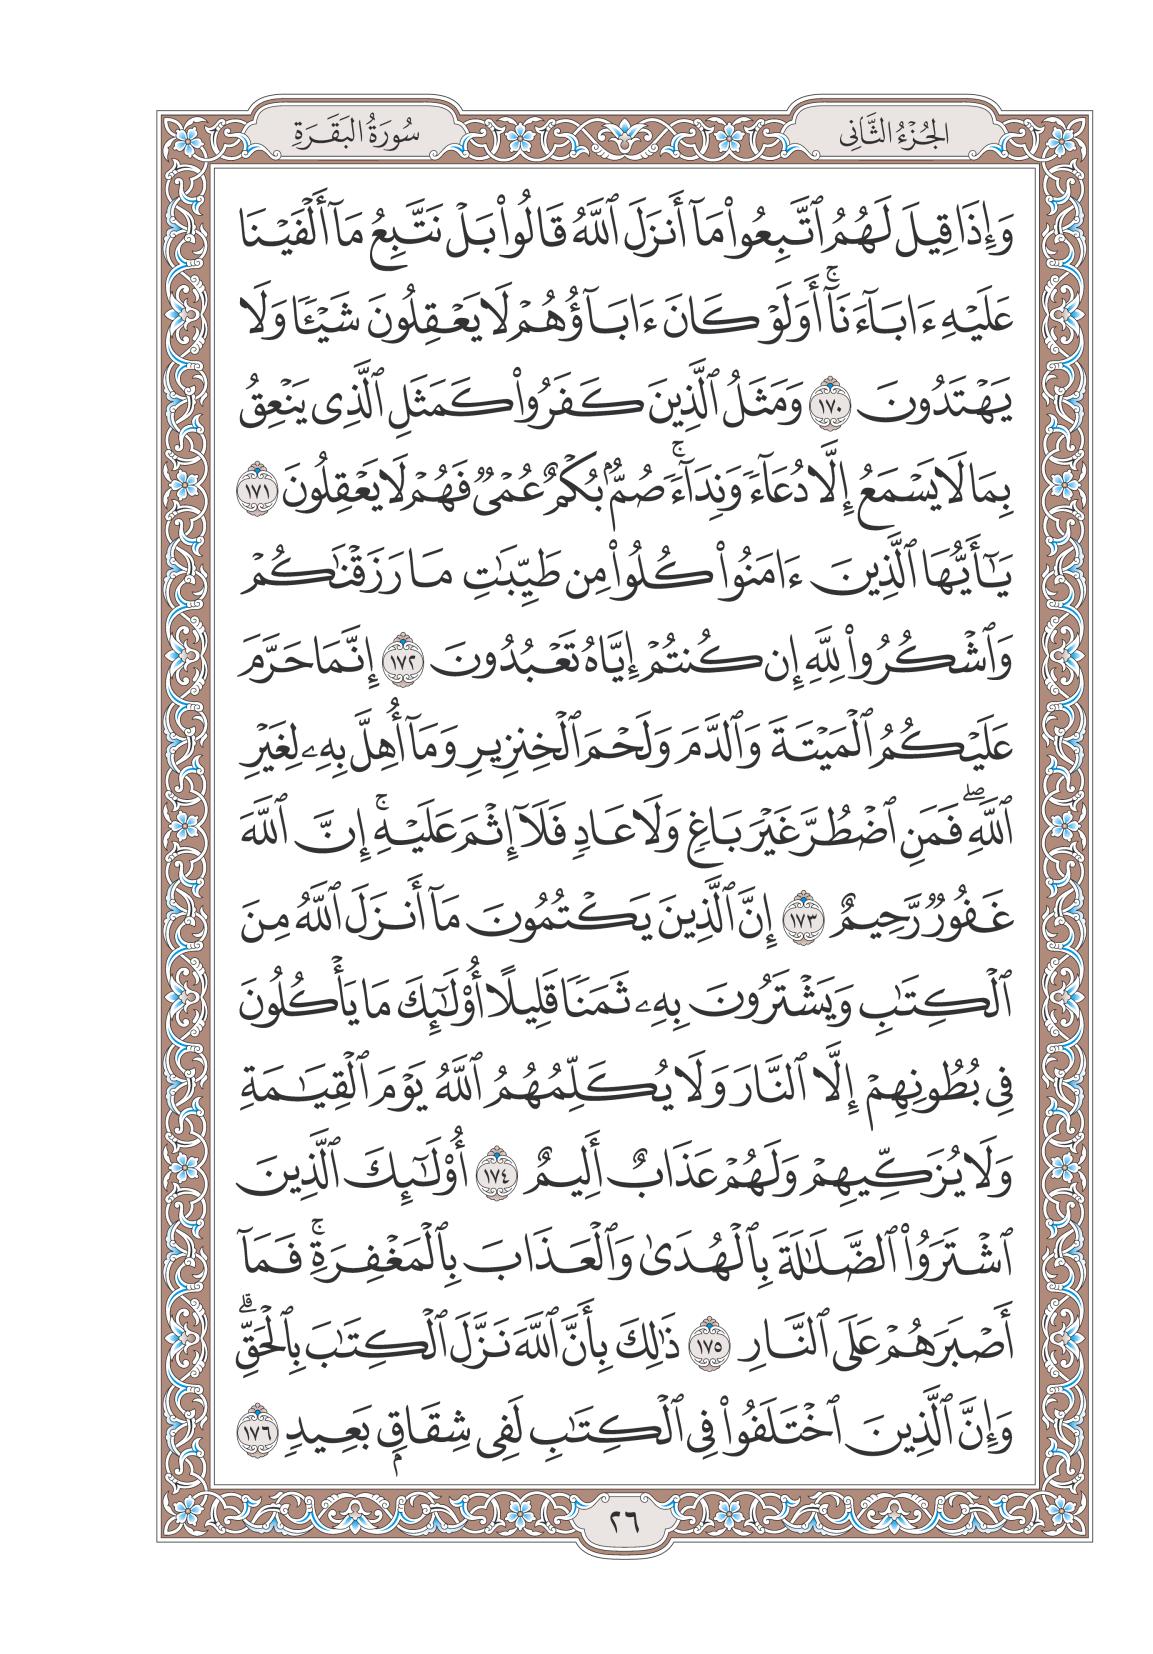 الجُزْءُ الثَّانِي
سُورَةُ البَقَرَةِ
وَإِذَا قِيلَ لَهُمُ ٱتَّبِعُوا۟ مَآ أَنزَلَ ٱللَّهُ قَالُوا۟ بَلْ نَتَّبِعُ مَآ أَلْفَيْنَا
عَلَيْهِ ءَابَآءَنَآ ۚ أَوَلَوْ كَانَ ءَابَآؤُهُمْ لَا يَعْقِلُونَ شَيْـًٔا وَلَا
يَهْتَدُونَ ١٧٠ وَمَثَلُ ٱلَّذِينَ كَفَرُوا۟ كَمَثَلِ ٱلَّذِى يَنْعِقُ
بِمَا لَا يَسْمَعُ إِلَّا دُعَآءً وَنِدَآءً ۚ صُمٌّۢ بُكْمٌ عُمْىٌ فَهُمْ لَا يَعْقِلُونَ ١٧١
يَـٰٓأَيُّهَا ٱلَّذِينَ ءَامَنُوا۟ كُلُوا۟ مِن طَيِّبَـٰتِ مَا رَزَقْنَـٰكُمْ
وَٱشْكُرُوا۟ لِلَّهِ إِن كُنتُمْ إِيَّاهُ تَعْبُدُونَ ١٧٢ إِنَّمَا حَرَّمَ
عَلَيْكُمُ ٱلْمَيْتَةَ وَٱلدَّمَ وَلَحْمَ ٱلْخِنزِيرِ وَمَآ أُهِلَّ بِهِۦ لِغَيْرِ
ٱللَّهِ ۖ فَمَنِ ٱضْطُرَّ غَيْرَ بَاغٍ وَلَا عَادٍ فَلَآ إِثْمَ عَلَيْهِ ۚ إِنَّ ٱللَّهَ
غَفُورٌ رَّحِيمٌ ١٧٣ إِنَّ ٱلَّذِينَ يَكْتُمُونَ مَآ أَنزَلَ ٱللَّهُ مِنَ
ٱلْكِتَـٰبِ وَيَشْتَرُونَ بِهِۦ ثَمَنًا قَلِيلًا أُو۟لَـٰٓئِكَ مَا يَأْكُلُونَ
فِى بُطُونِهِمْ إِلَّا ٱلنَّارَ وَلَا يُكَلِّمُهُمُ ٱللَّهُ يَوْمَ ٱلْقِيَـٰمَةِ
وَلَا يُزَكِّيهِمْ وَلَهُمْ عَذَابٌ أَلِيمٌ ١٧٤ أُو۟لَـٰٓئِكَ ٱلَّذِينَ
ٱشْتَرَوُا۟ ٱلضَّلَـٰلَةَ بِٱلْهُدَىٰ وَٱلْعَذَابَ بِٱلْمَغْفِرَةِ ۚ فَمَآ
أَصْبَرَهُمْ عَلَى ٱلنَّارِ ١٧٥ ذَٰلِكَ بِأَنَّ ٱللَّهَ نَزَّلَ ٱلْكِتَـٰبَ بِٱلْحَقِّ ۗ
وَإِنَّ ٱلَّذِينَ ٱخْتَلَفُوا۟ فِى ٱلْكِتَـٰبِ لَفِى شِقَاقٍۭ بَعِيدٍ ١٧٦
٢٦